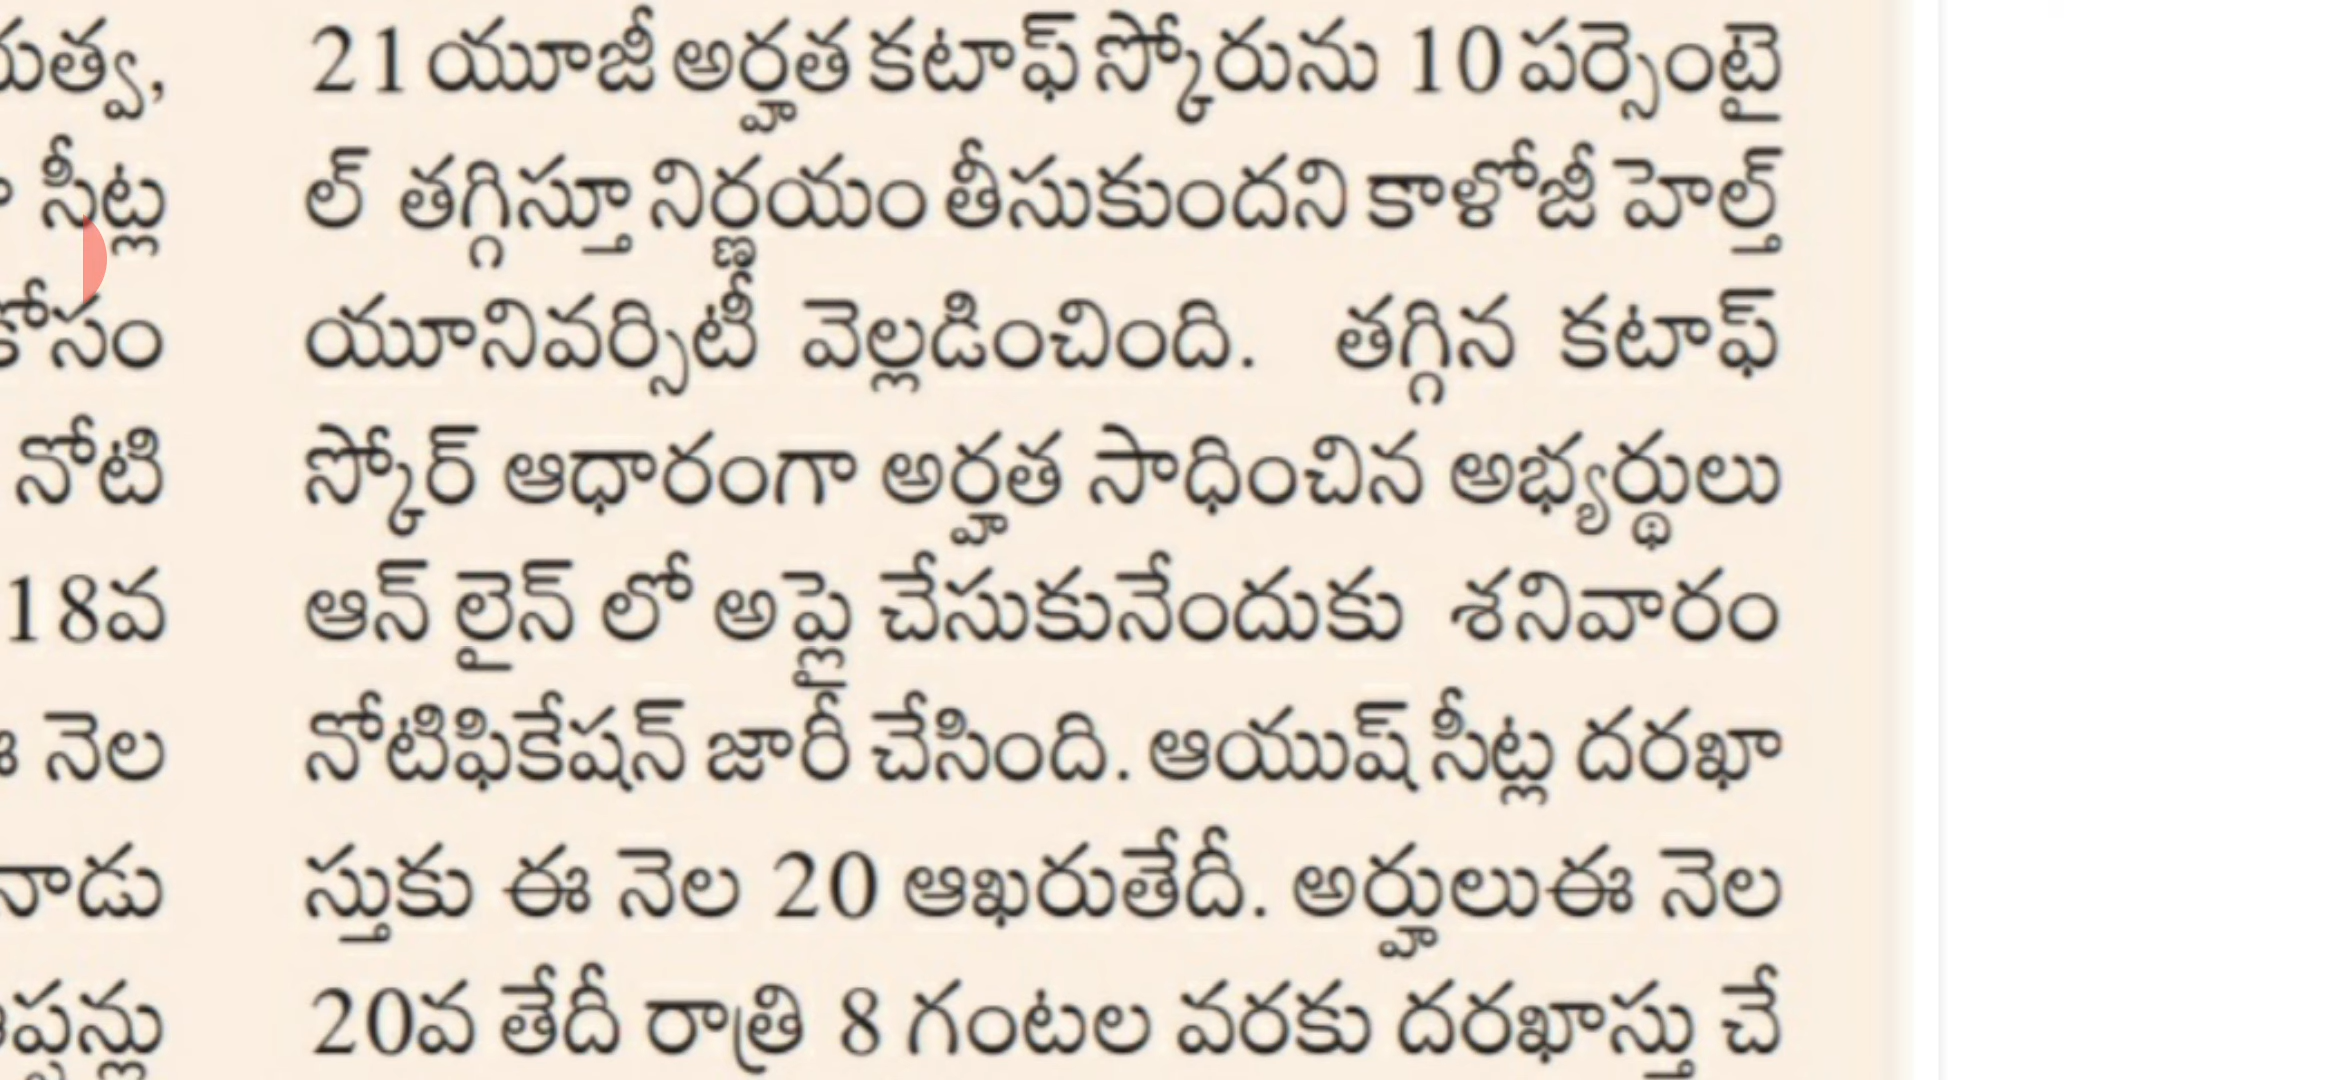 సీట్ల
నోటి
18వ
నెల
21 యూజీ అర్హత కటాఫ్ స్కోరును 10 పర్సెంటై
ల్ తగ్గిస్తూ నిర్ణయం తీసుకుందని కాళోజీ హెల్త్
యూనివర్సిటీ వెల్లడించింది. తగ్గిన కటాఫ్
స్కోర్ ఆధారంగా అర్హత సాధించిన అభ్యర్థులు
ఆన్ లైన్ లో అప్లై చేసుకునేందుకు శనివారం
నోటిఫికేషన్ జారీ చేసింది. ఆయుష్ సీట్ల దరఖా
స్తుకు ఈ నెల 20 ఆఖరుతేదీ. అర్హులుఈ నెల
20వ తేదీ రాత్రి 8 గంటల వరకు దరఖాస్తు చే